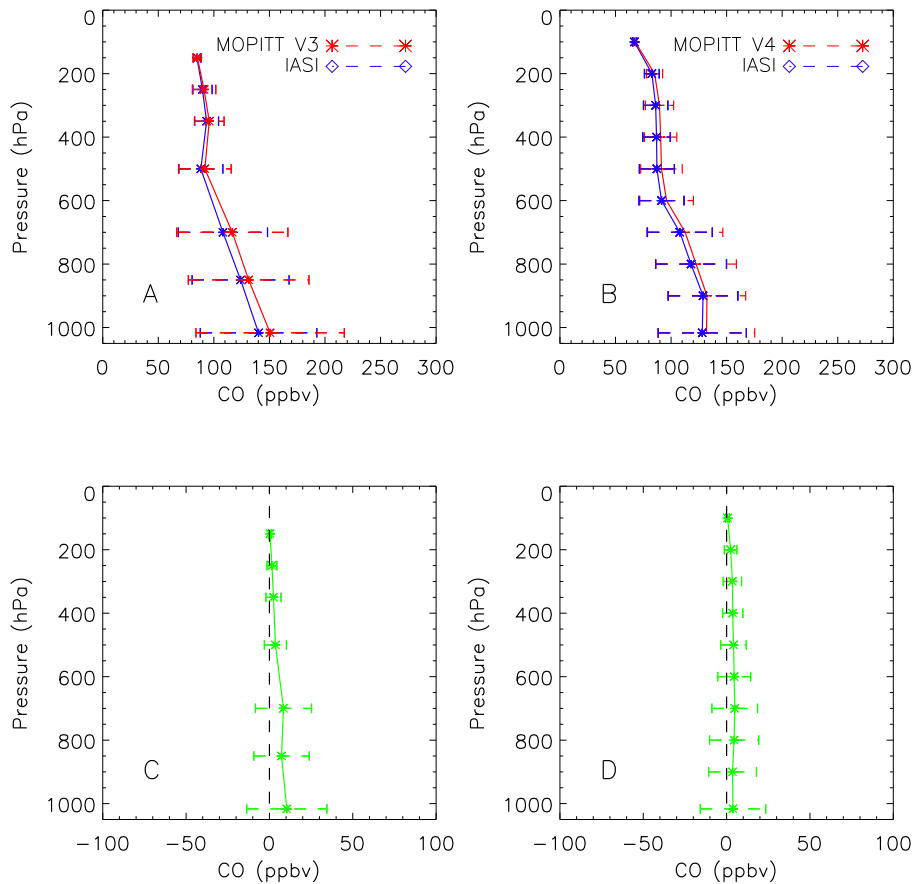 0
200
400
600
800
1000
Pressure (hPa)
MOPITT V3
IASI
A
0 50 100 150 200 250 300
CO (ppbv)
0
200
400
600
800
1000
Pressure (hPa)
MOPITT V4
IASI
B
0 50 100 150 200 250 300
CO (ppbv)
0
200
400
600
800
1000
Pressure (hPa)
C
−100 −50 0 50 100
CO (ppbv)
0
200
400
600
800
1000
Pressure (hPa)
D
−100 −50 0 50 100
CO (ppbv)